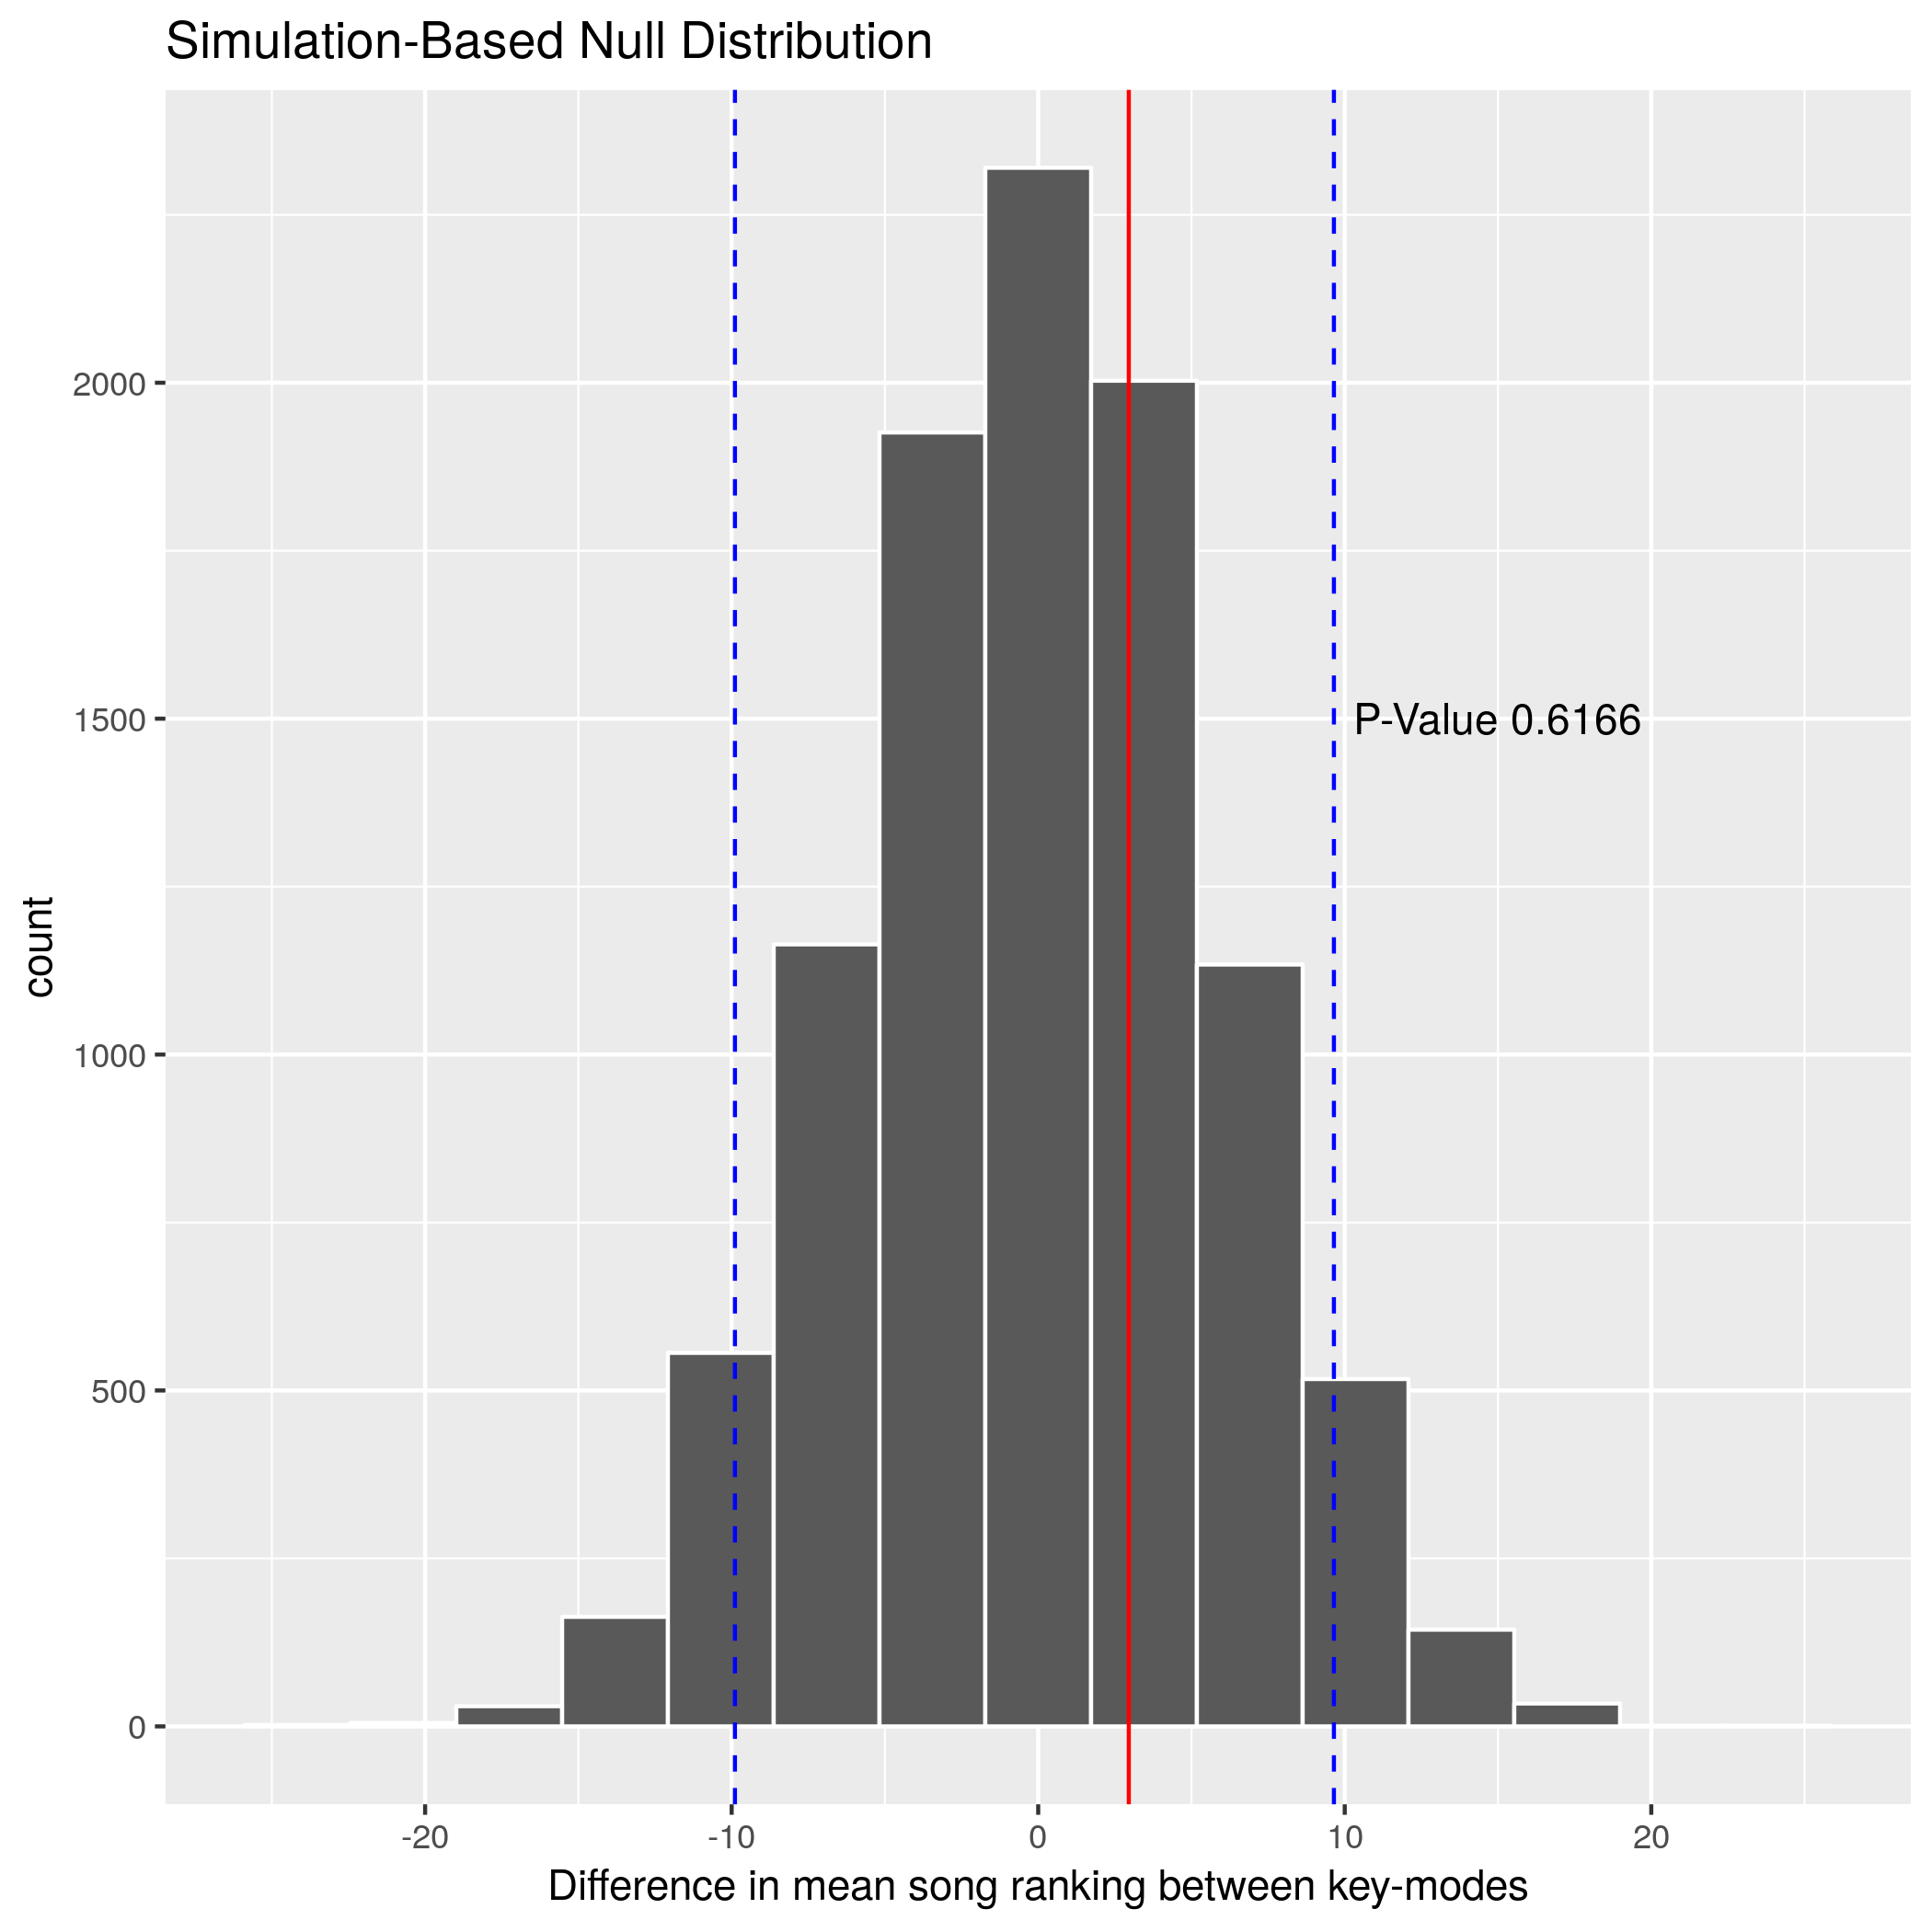 Simulation-Based Null Distribution
2000
1500
P-Value 0.6166
1000
500
0
count
-20
-10
0
10
20
Difference in mean song ranking between key-modes